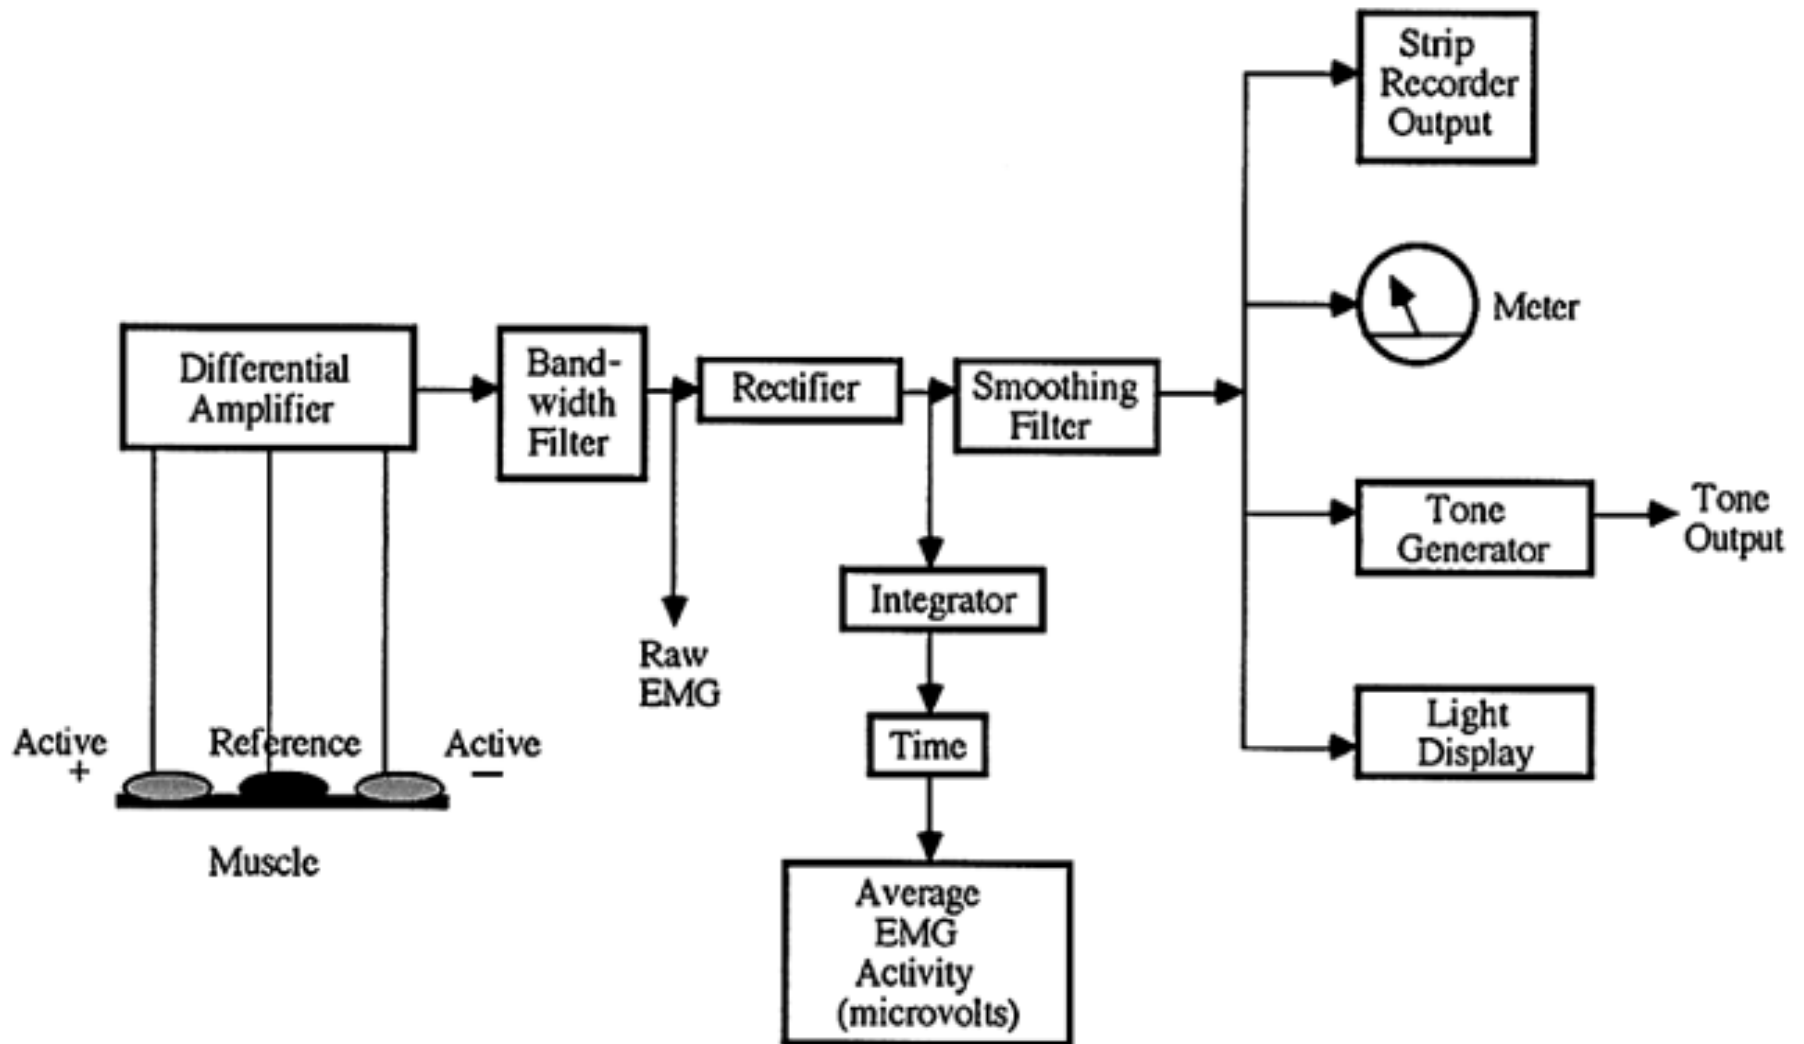 Strip
Recorder
Output
Meter
Differential
Amplifier
Band-
width
Filter
Rectifier
Smoothing
Filter
Tone
Generator
Tone
Output
Integrator
Raw
EMG
Time
Light
Display
Active
+
Reference
Active
−
Muscle
Average
EMG
Activity
(microvolts)